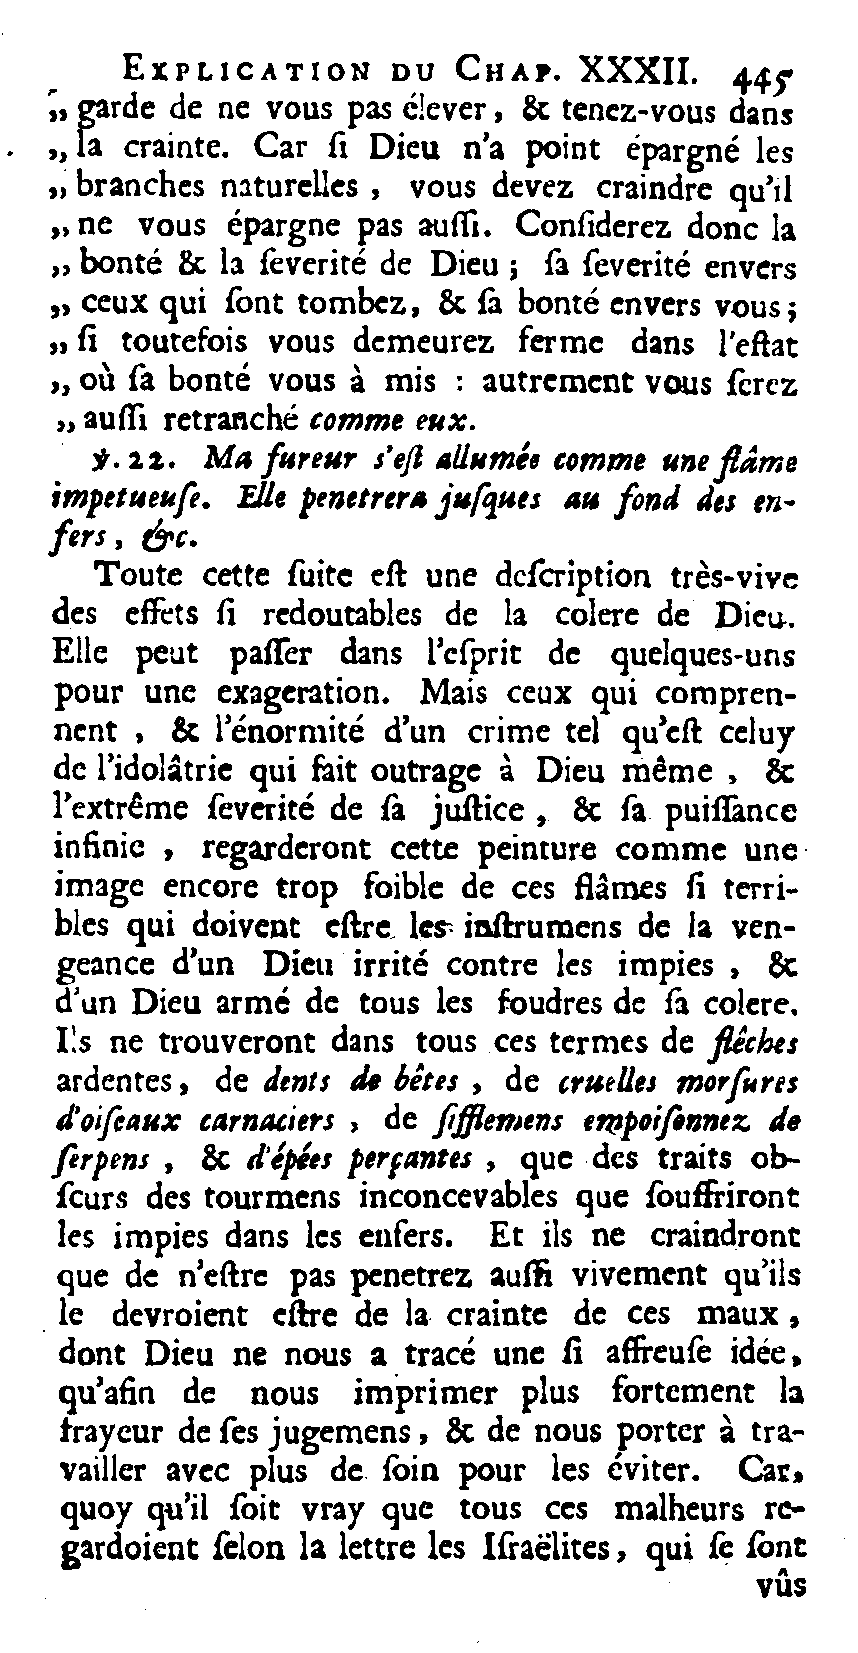 EXPLICATION DU CHAP. XXXII. 445
„ garde de ne vous pas élever, & tenez-vous dans
„ la crainte. Car ſi Dieu n'a point épargné les
„ branches naturelles, vous devez craindre qu'il
„ ne vous épargne pas auſſi. Conſiderez donc la
„ bonté & la ſeverité de Dieu; ſa ſeverité envers
„ ceux qui ſont tombez, & ſa bonté envers vous;
„ ſi toutefois vous demeurez ferme dans l'eſtat
„ où ſa bonté vous à mis : autrement vous ſerez
„ auſſi retranché comme eux.
℣. 22. Ma fureur s'eſt allumée comme une flâme
impetueuſe. Elle penetrera juſques au fond des en-
fers, &c.
Toute cette ſuite eſt une deſcription très-vive
des effets ſi redoutables de la colere de Dieu.
Elle peut paſſer dans l'eſprit de quelques-uns
pour une exageration. Mais ceux qui compren-
nent, & l'énormité d'un crime tel qu'eſt celuy
de l'idolâtrie qui fait outrage à Dieu même, &
l'extrême ſeverité de ſa juſtice, & ſa puiſſance
infinie, regarderont cette peinture comme une
image encore trop foible de ces flâmes ſi terri-
bles qui doivent eſtre les inſtrumens de la ven-
geance d'un Dieu irrité contre les impies, &
d'un Dieu armé de tous les foudres de ſa colere.
Ils ne trouveront dans tous ces termes de flêches
ardentes, de dents de bêtes, de cruelles morſures
d'oiſeaux carnaciers, de ſifflemens empoiſonnez de
ſerpens, & d'épées perçantes, que des traits ob-
ſcurs des tourmens inconcevables que ſouffriront
les impies dans les enfers. Et ils ne craindront
que de n'eſtre pas penetrez auſſi vivement qu'ils
le devroient eſtre de la crainte de ces maux,
dont Dieu ne nous a tracé une ſi affreuſe idée,
qu'afin de nous imprimer plus fortement la
frayeur de ſes jugemens, & de nous porter à tra-
vailler avec plus de ſoin pour les éviter. Car,
quoy qu'il ſoit vray que tous ces malheurs re-
gardoient ſelon la lettre les Iſraëlites, qui ſe ſont
vûs